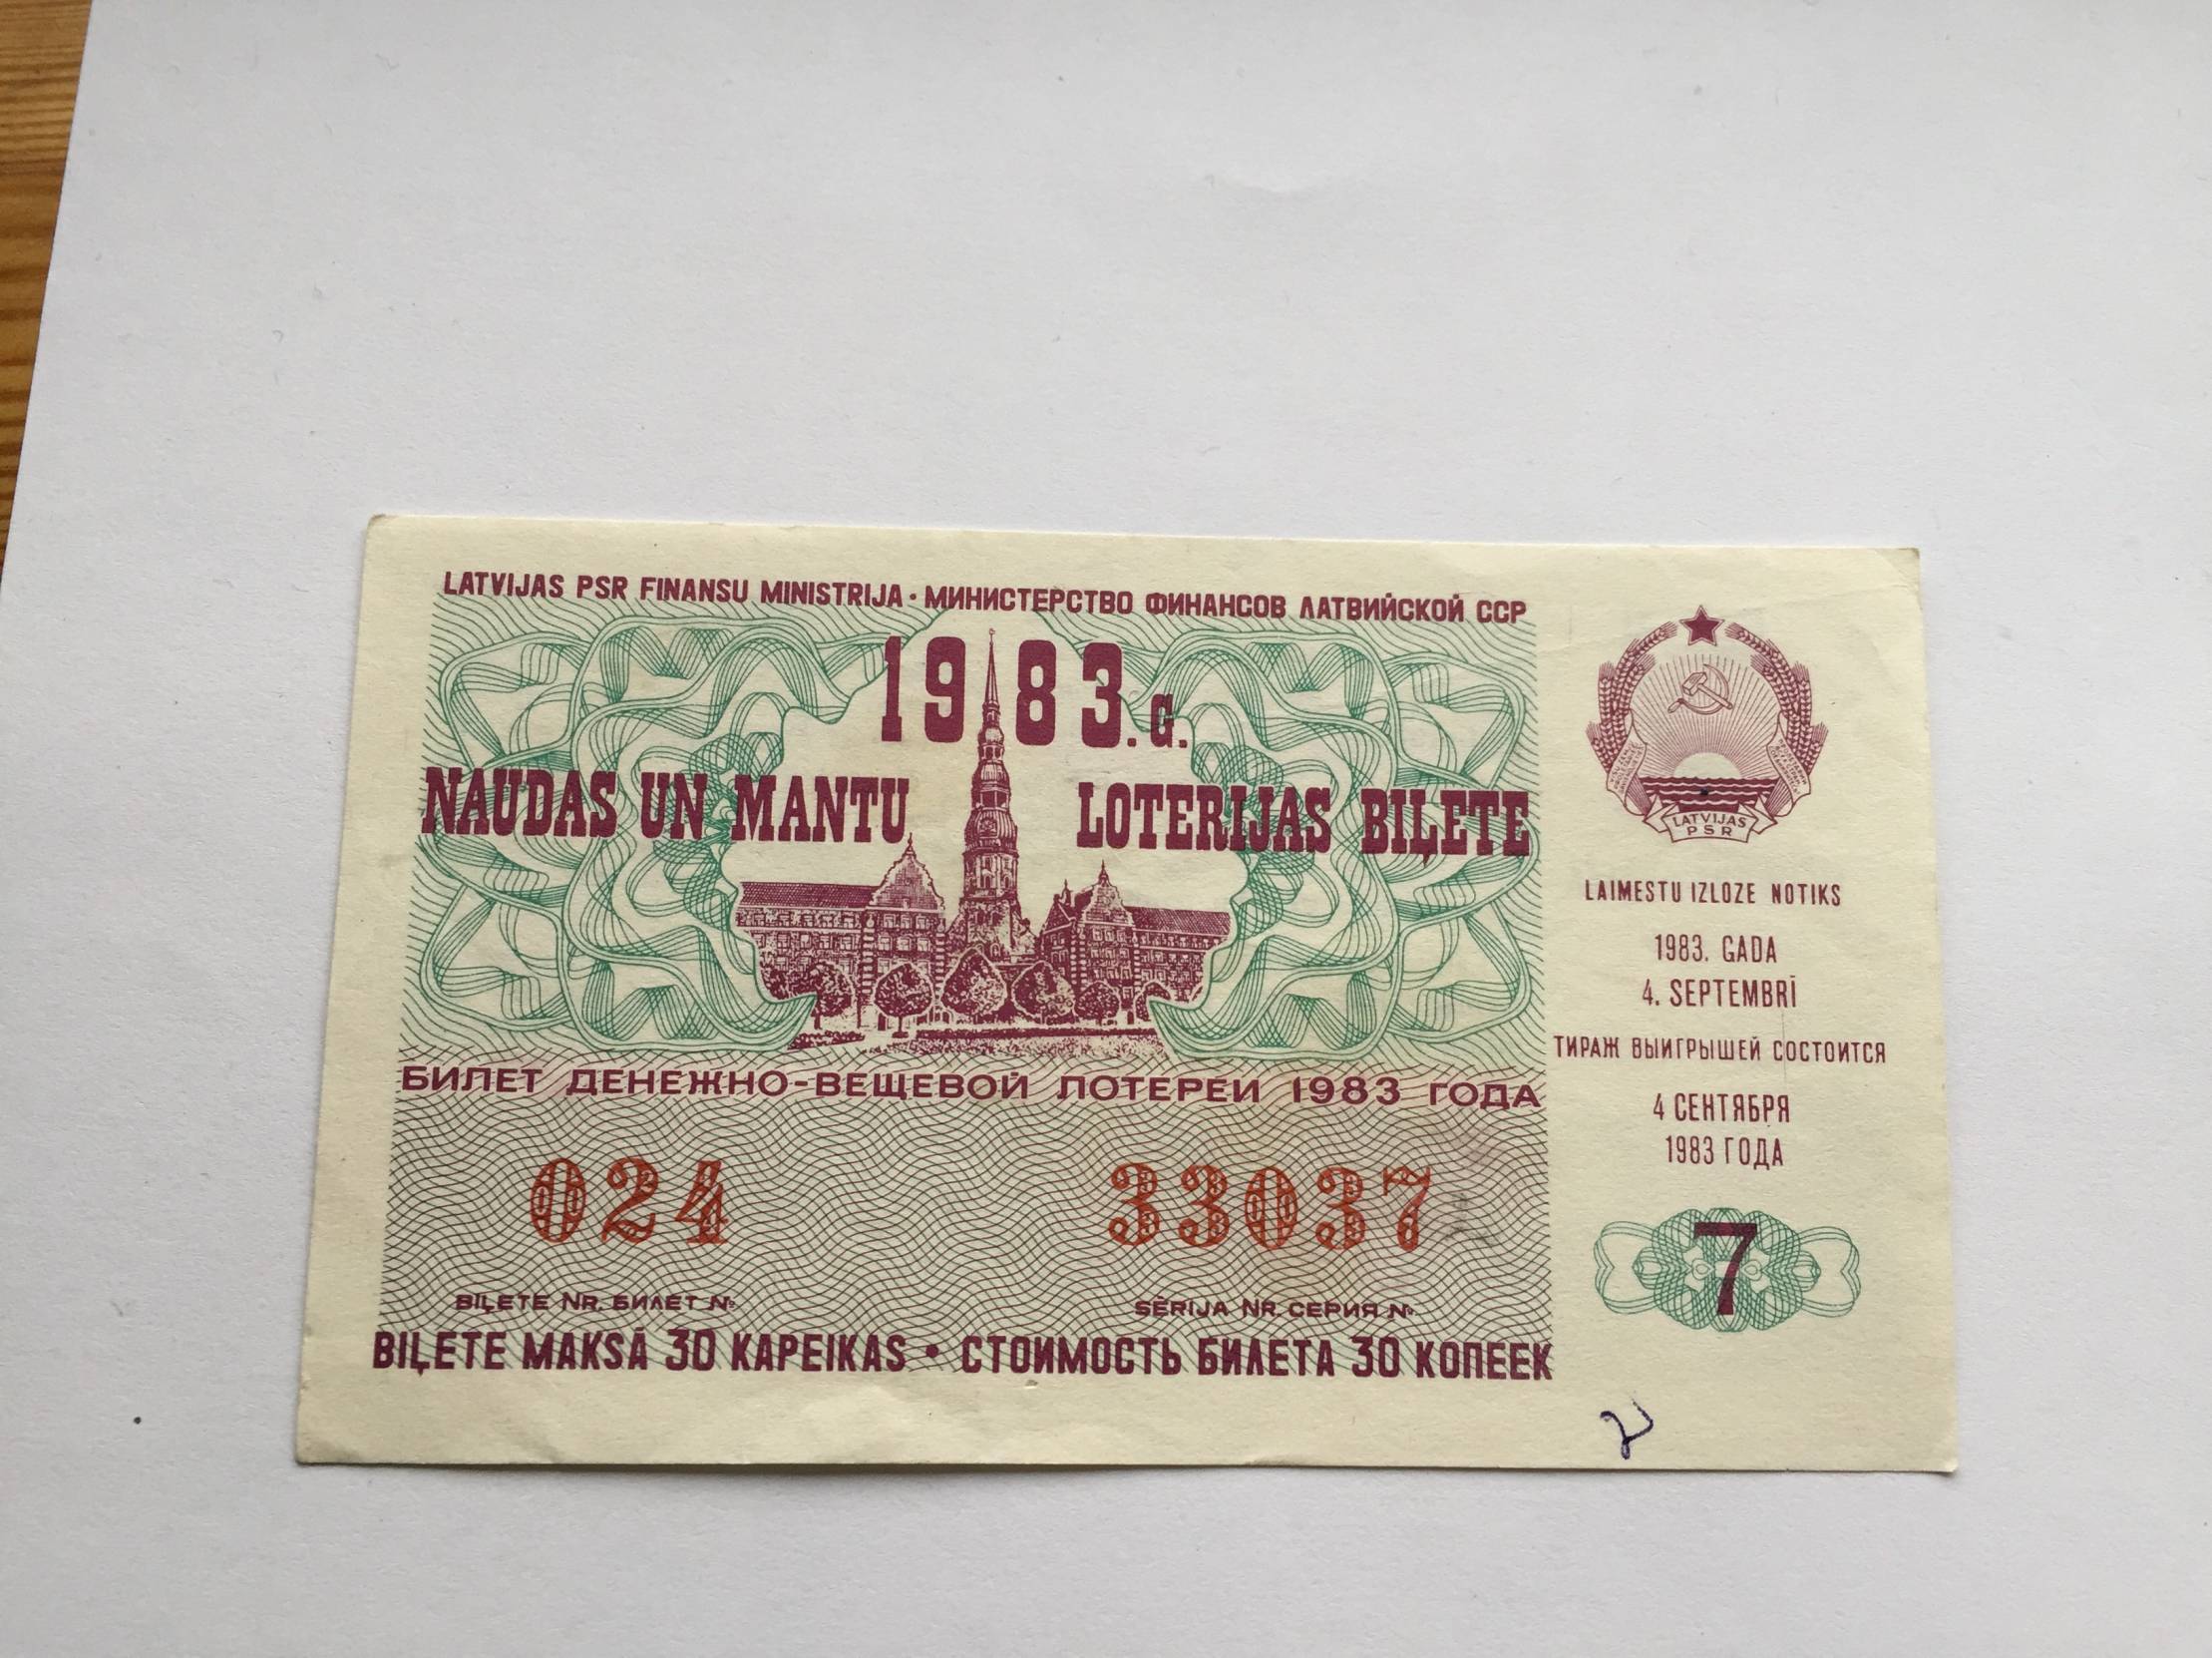 LATVIJAS PSR FINANSU MINISTRIJA · МИНИСТЕРСТВО ФИНАНСОВ ЛАТВИЙСКОЙ ССР
1983.G.
NAUDAS UN MANTU LOTERIJAS BIĻETE
БИЛЕТ ДЕНЕЖНО-ВЕЩЕВОЙ ЛОТЕРЕИ 1983 ГОДА
024 33037
BIĻETE NR. БИЛЕТ № SĒRIJA NR. СЕРИЯ №
BIĻETE MAKSĀ 30 KAPEIKAS · СТОИМОСТЬ БИЛЕТА 30 КОПЕЕК
LATVIJAS
PSR
LAIMESTU IZLOZE NOTIKS
1983. GADA
4. SEPTEMBRĪ
ТИРАЖ ВЫИГРЫШЕЙ СОСТОИТСЯ
4 СЕНТЯБРЯ
1983 ГОДА
7